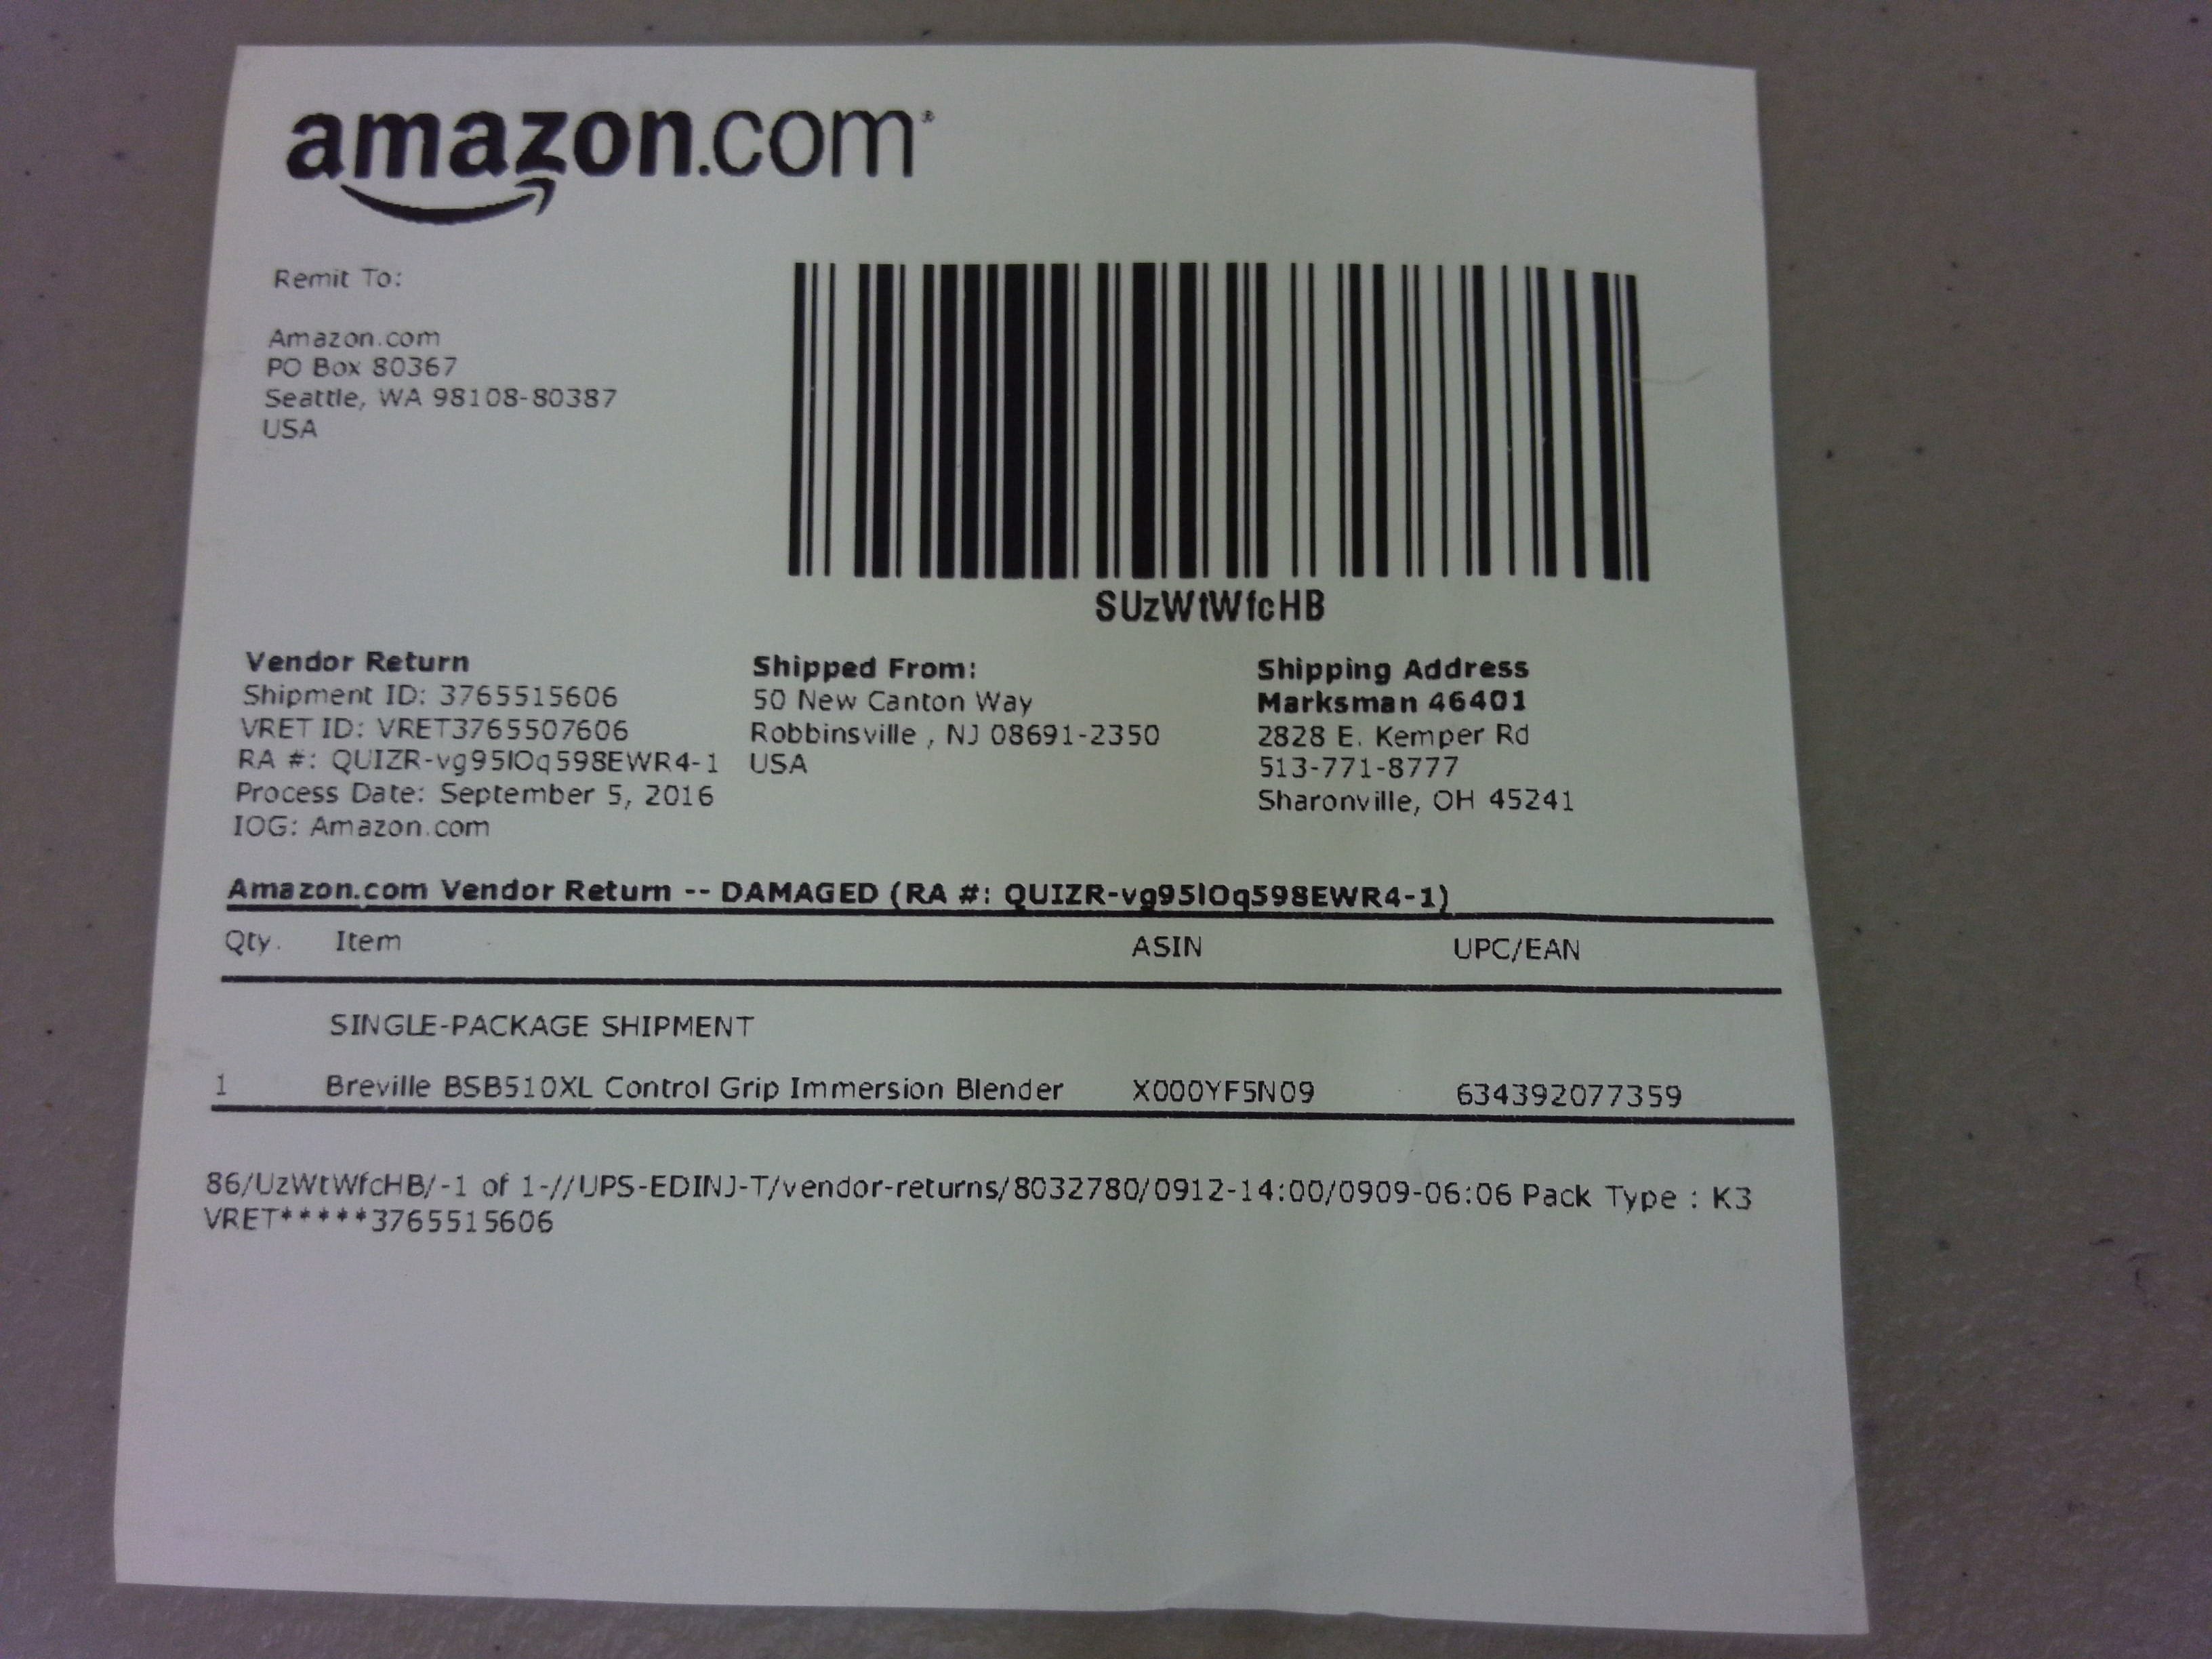 amazon.com
Remit To:
Amazon.com
PO Box 80367
Seattle, WA 98108-80387
USA
SUzWtWfcHB
Vendor Return
Shipment ID: 3765515606
VRET ID: VRET3765507606
RA #: QUIZR-vg95lOq598EWR4-1
Process Date: September 5, 2016
IOG: Amazon.com
Shipped From:
50 New Canton Way
Robbinsville , NJ 08691-2350
USA
Shipping Address
Marksman 46401
2828 E. Kemper Rd
513-771-8777
Sharonville, OH 45241
Amazon.com Vendor Return -- DAMAGED (RA #: QUIZR-vg95lOq598EWR4-1)
Qty. Item ASIN UPC/EAN
SINGLE-PACKAGE SHIPMENT
1 Breville BSB510XL Control Grip Immersion Blender X000YF5N09 634392077359
86/UzWtWfcHB/-1 of 1-//UPS-EDINJ-T/vendor-returns/8032780/0912-14:00/0909-06:06 Pack Type : K3
VRET*****3765515606